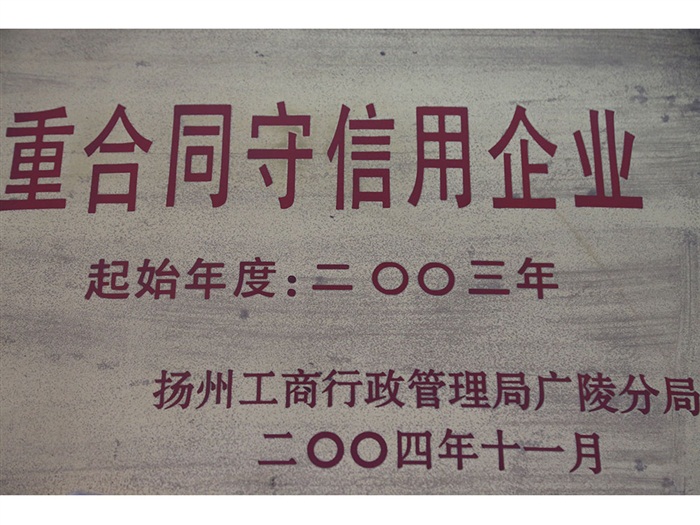 重合同守信用企业
起始年度:二〇〇三年
扬州工商行政管理局广陵分局
二〇〇四年十一月